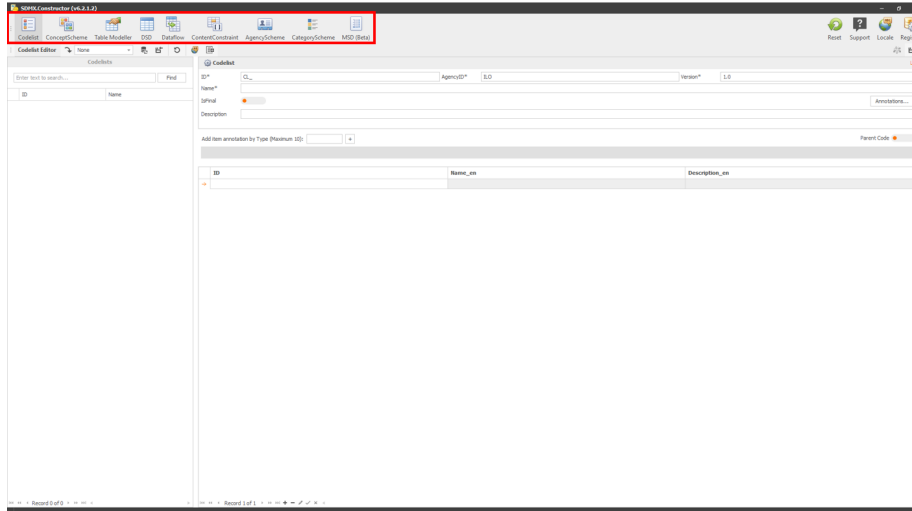 SDMX.Constructor (v6.2.1.2)
Codelist ConceptScheme Table Modeller DSD Dataflow ContentConstraint AgencyScheme CategoryScheme MSD (Beta) Reset Support Locale Regi
Codelist Editor None
Codelists
Codelist
Enter text to search... Find
ID* CL_ AgencyID* ILO Version* 1.0
Name*
ID Name
IsFinal Annotations...
Description
Add item annotation by Type (Maximum 10): + Parent Code
ID Name_en Description_en
Record 0 of 0
Record 1 of 1